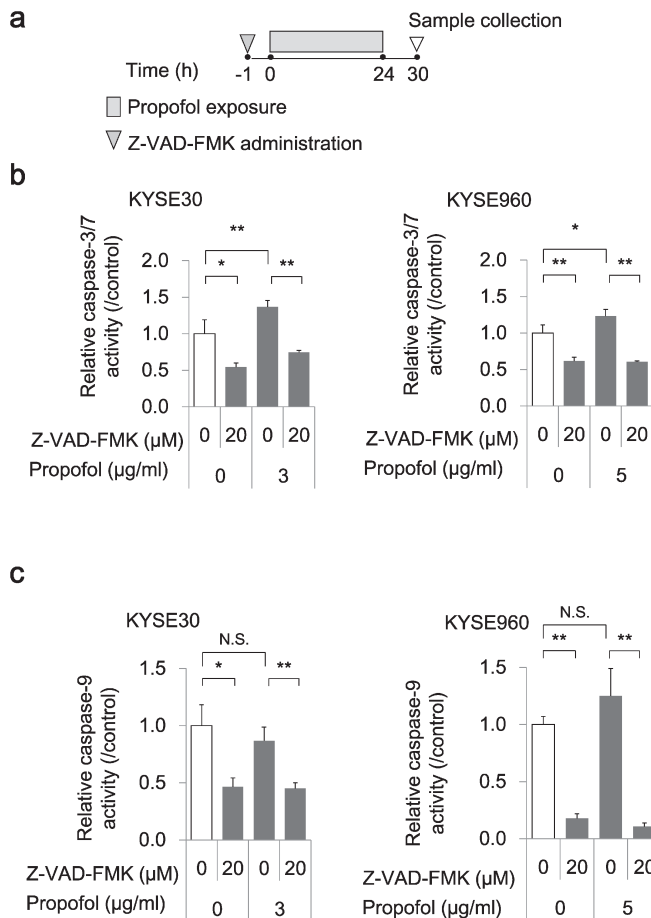 a
Sample collection
Time (h)
-1 0 24 30
Propofol exposure
Z-VAD-FMK administration
b
KYSE30
Relative caspase-3/7
activity (/control)
** 
* **
2.0
1.5
1.0
0.5
0.0
Z-VAD-FMK (µM) 0 20 0 20
Propofol (µg/ml) 0 3
KYSE960
Relative caspase-3/7
activity (/control)
*
** **
2.0
1.5
1.0
0.5
0.0
Z-VAD-FMK (µM) 0 20 0 20
Propofol (µg/ml) 0 5
c
KYSE30
Relative caspase-9
activity (/control)
N.S.
* **
1.5
1.0
0.5
0.0
Z-VAD-FMK (µM) 0 20 0 20
Propofol (µg/ml) 0 3
KYSE960
Relative caspase-9
activity (/control)
N.S.
** **
1.5
1.0
0.5
0.0
Z-VAD-FMK (µM) 0 20 0 20
Propofol (µg/ml) 0 5